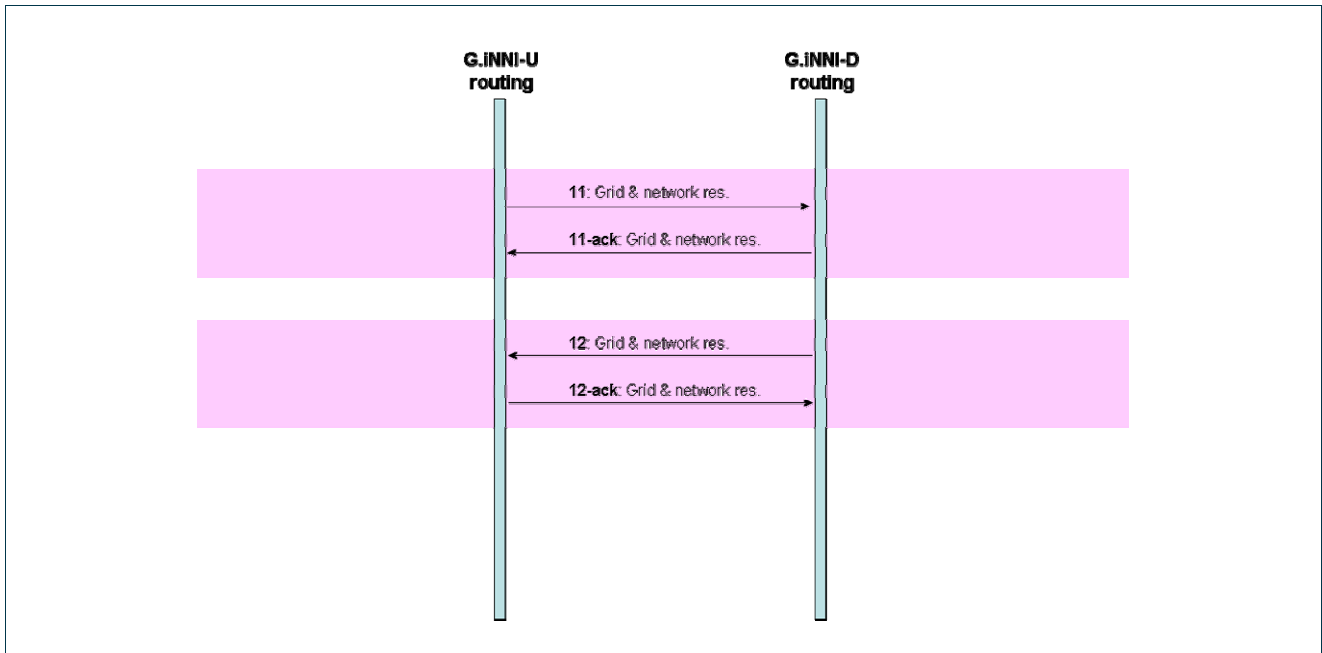 G.iNNI-U
routing
G.iNNI-D
routing
11: Grid & network res.
11-ack: Grid & network res.
12: Grid & network res.
12-ack: Grid & network res.